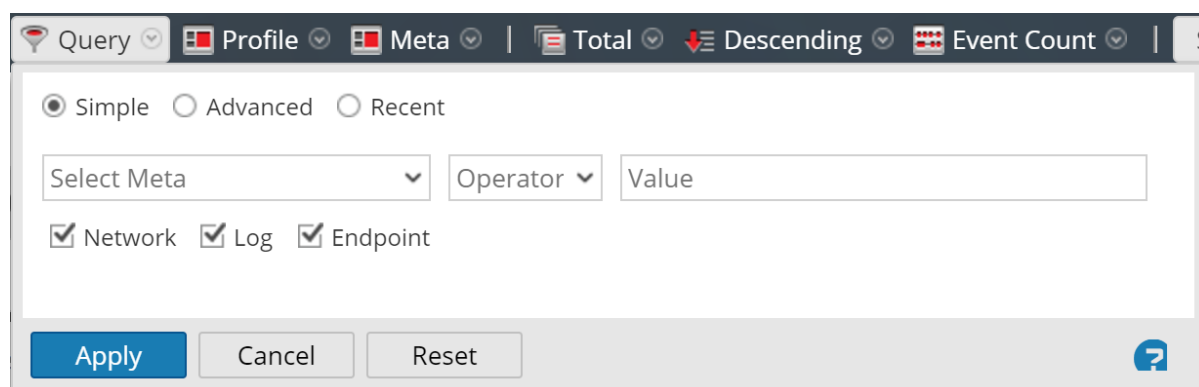 Query Profile Meta | Total Descending Event Count |
Simple Advanced Recent
Select Meta Operator Value
Network Log Endpoint
Apply Cancel Reset ?